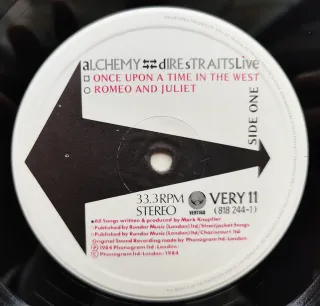 aLCHEMY ⇆⇆ dIRE sTRAITSLive
□ ONCE UPON A TIME IN THE WEST
○ ROMEO AND JULIET
SIDE ONE
33.3RPM
STEREO
VERTIGO
VERY 11
(818 244-1)
All Songs written & produced by Mark Knopfler
□ Published by Rondor Music (London) ltd/Straitjacket Songs
○ Published by Rondor Music (London) ltd/Chariscourt ltd
Original Sound Recording made by Phonogram ltd/London
Ⓟ 1984 Phonogram ltd/London
© Phonogram ltd/London/1984